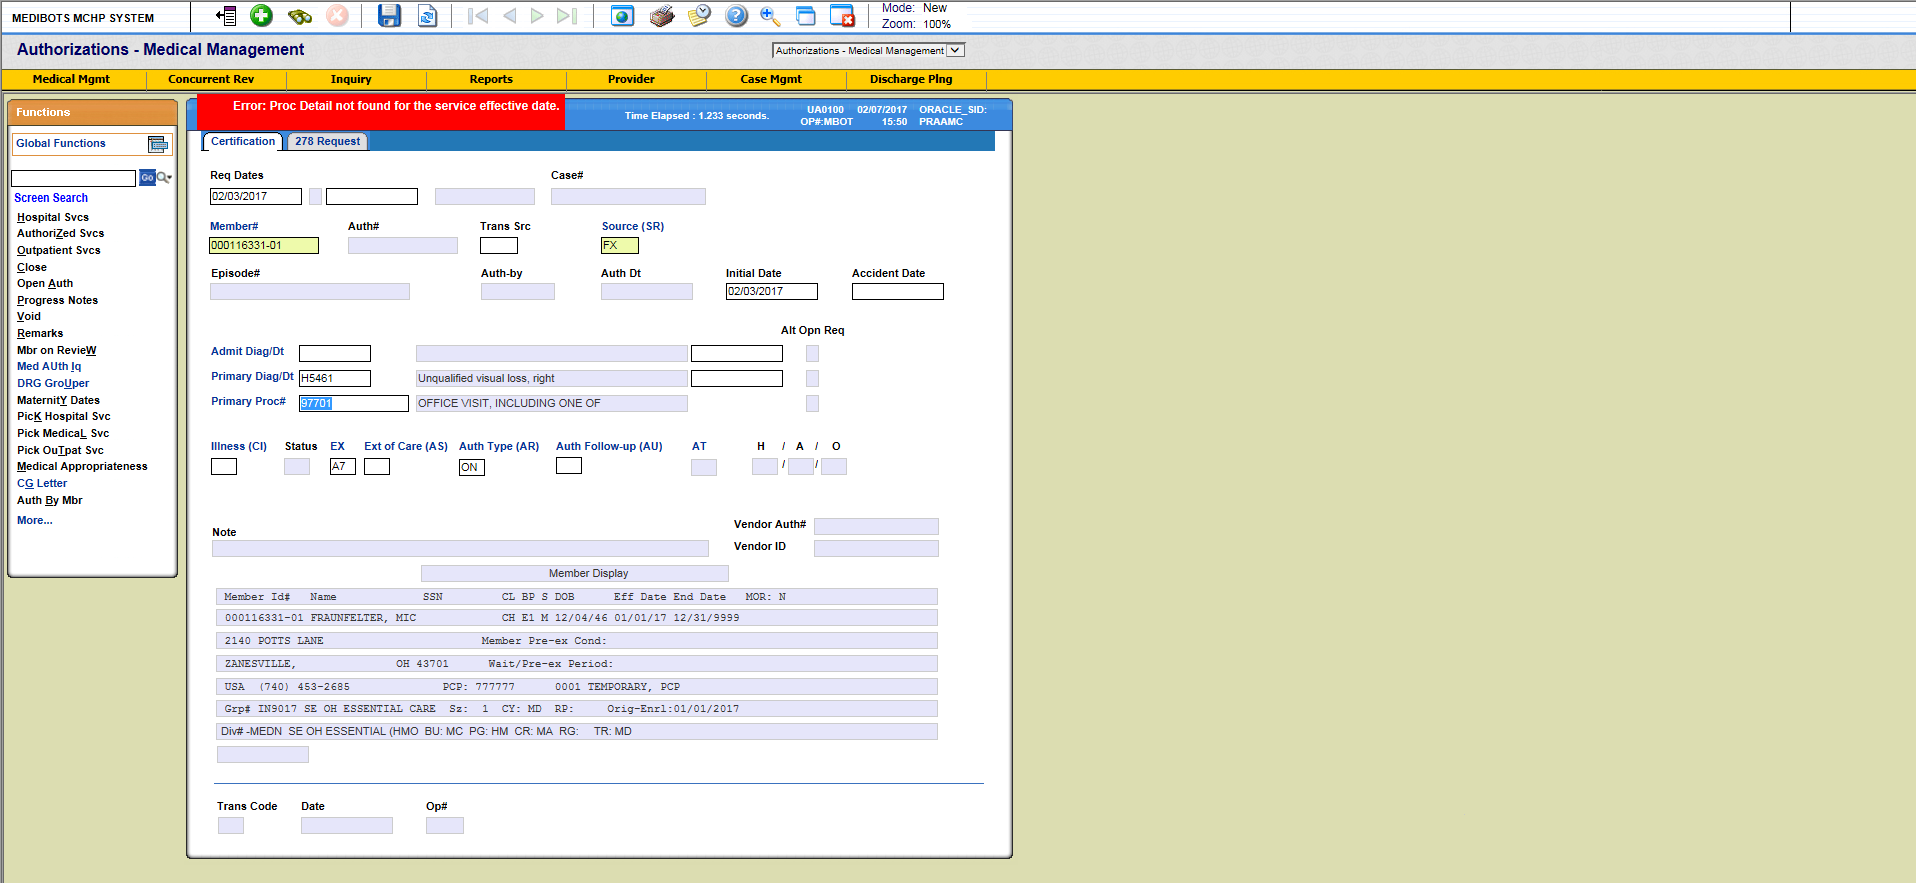 MEDIBOTS MCHP SYSTEM
Mode: New
Zoom: 100%
Authorizations - Medical Management
Authorizations - Medical Management
Medical Mgmt Concurrent Rev Inquiry Reports Provider Case Mgmt Discharge Plng
Functions
Global Functions
Go
Screen Search
Hospital Svcs
AuthoriZed Svcs
Outpatient Svcs
Close
Open Auth
Progress Notes
Void
Remarks
Mbr on RevieW
Med AUth Iq
DRG GroUper
MaternitY Dates
PicK Hospital Svc
Pick MedicaL Svc
Pick OuTpat Svc
Medical Appropriateness
CG Letter
Auth By Mbr
More...
Error: Proc Detail not found for the service effective date.
Time Elapsed : 1.233 seconds.
UA0100 02/07/2017 ORACLE_SID:
OP#:MBOT 15:50 PRAAMC
Certification 278 Request
Req Dates Case#
02/03/2017
Member# Auth# Trans Src Source (SR)
000116331-01 FX
Episode# Auth-by Auth Dt Initial Date Accident Date
02/03/2017
Alt Opn Req
Admit Diag/Dt
Primary Diag/Dt H5461 Unqualified visual loss, right
Primary Proc# 97701 OFFICE VISIT, INCLUDING ONE OF
Illness (CI) Status EX Ext of Care (AS) Auth Type (AR) Auth Follow-up (AU) AT H / A / O
A7 ON / /
Vendor Auth#
Note
Vendor ID
Member Display
Member Id# Name SSN CL BP S DOB Eff Date End Date MOR: N
000116331-01 FRAUNFELTER, MIC CH E1 M 12/04/46 01/01/17 12/31/9999
2140 POTTS LANE Member Pre-ex Cond:
ZANESVILLE, OH 43701 Wait/Pre-ex Period:
USA (740) 453-2685 PCP: 777777 0001 TEMPORARY, PCP
Grp# IN9017 SE OH ESSENTIAL CARE Sz: 1 CY: MD RP: Orig-Enrl:01/01/2017
Div# -MEDN SE OH ESSENTIAL (HMO BU: MC PG: HM CR: MA RG: TR: MD
Trans Code Date Op#